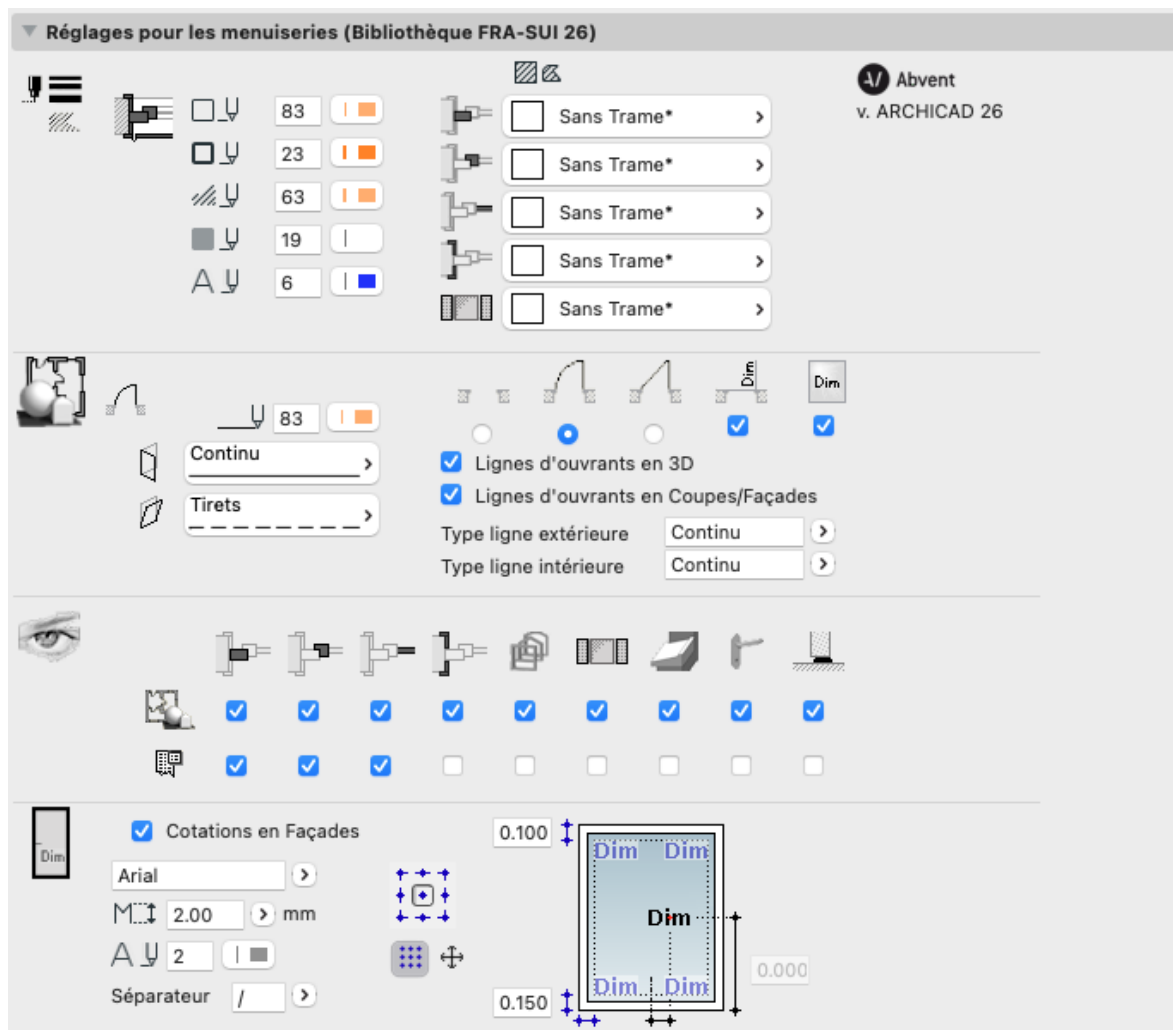 Réglages pour les menuiseries (Bibliothèque FRA-SUI 26)
Abvent
v. ARCHICAD 26
83
Sans Trame*
23
Sans Trame*
63
Sans Trame*
19
Sans Trame*
A 6
Sans Trame*
Dim
Dim
83
Continu
Lignes d'ouvrants en 3D
Tirets
Lignes d'ouvrants en Coupes/Façades
Type ligne extérieure Continu
Type ligne intérieure Continu
Dim
Cotations en Façades
0.100
Arial
Dim Dim
M 2.00 mm
Dim
A 2
0.000
Séparateur /
0.150
Dim Dim